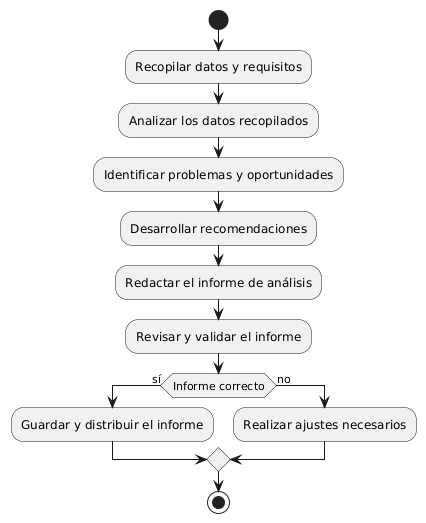 Recopilar datos y requisitos
Analizar los datos recopilados
Identificar problemas y oportunidades
Desarrollar recomendaciones
Redactar el informe de análisis
Revisar y validar el informe
sí
Informe correcto
no
Guardar y distribuir el informe
Realizar ajustes necesarios